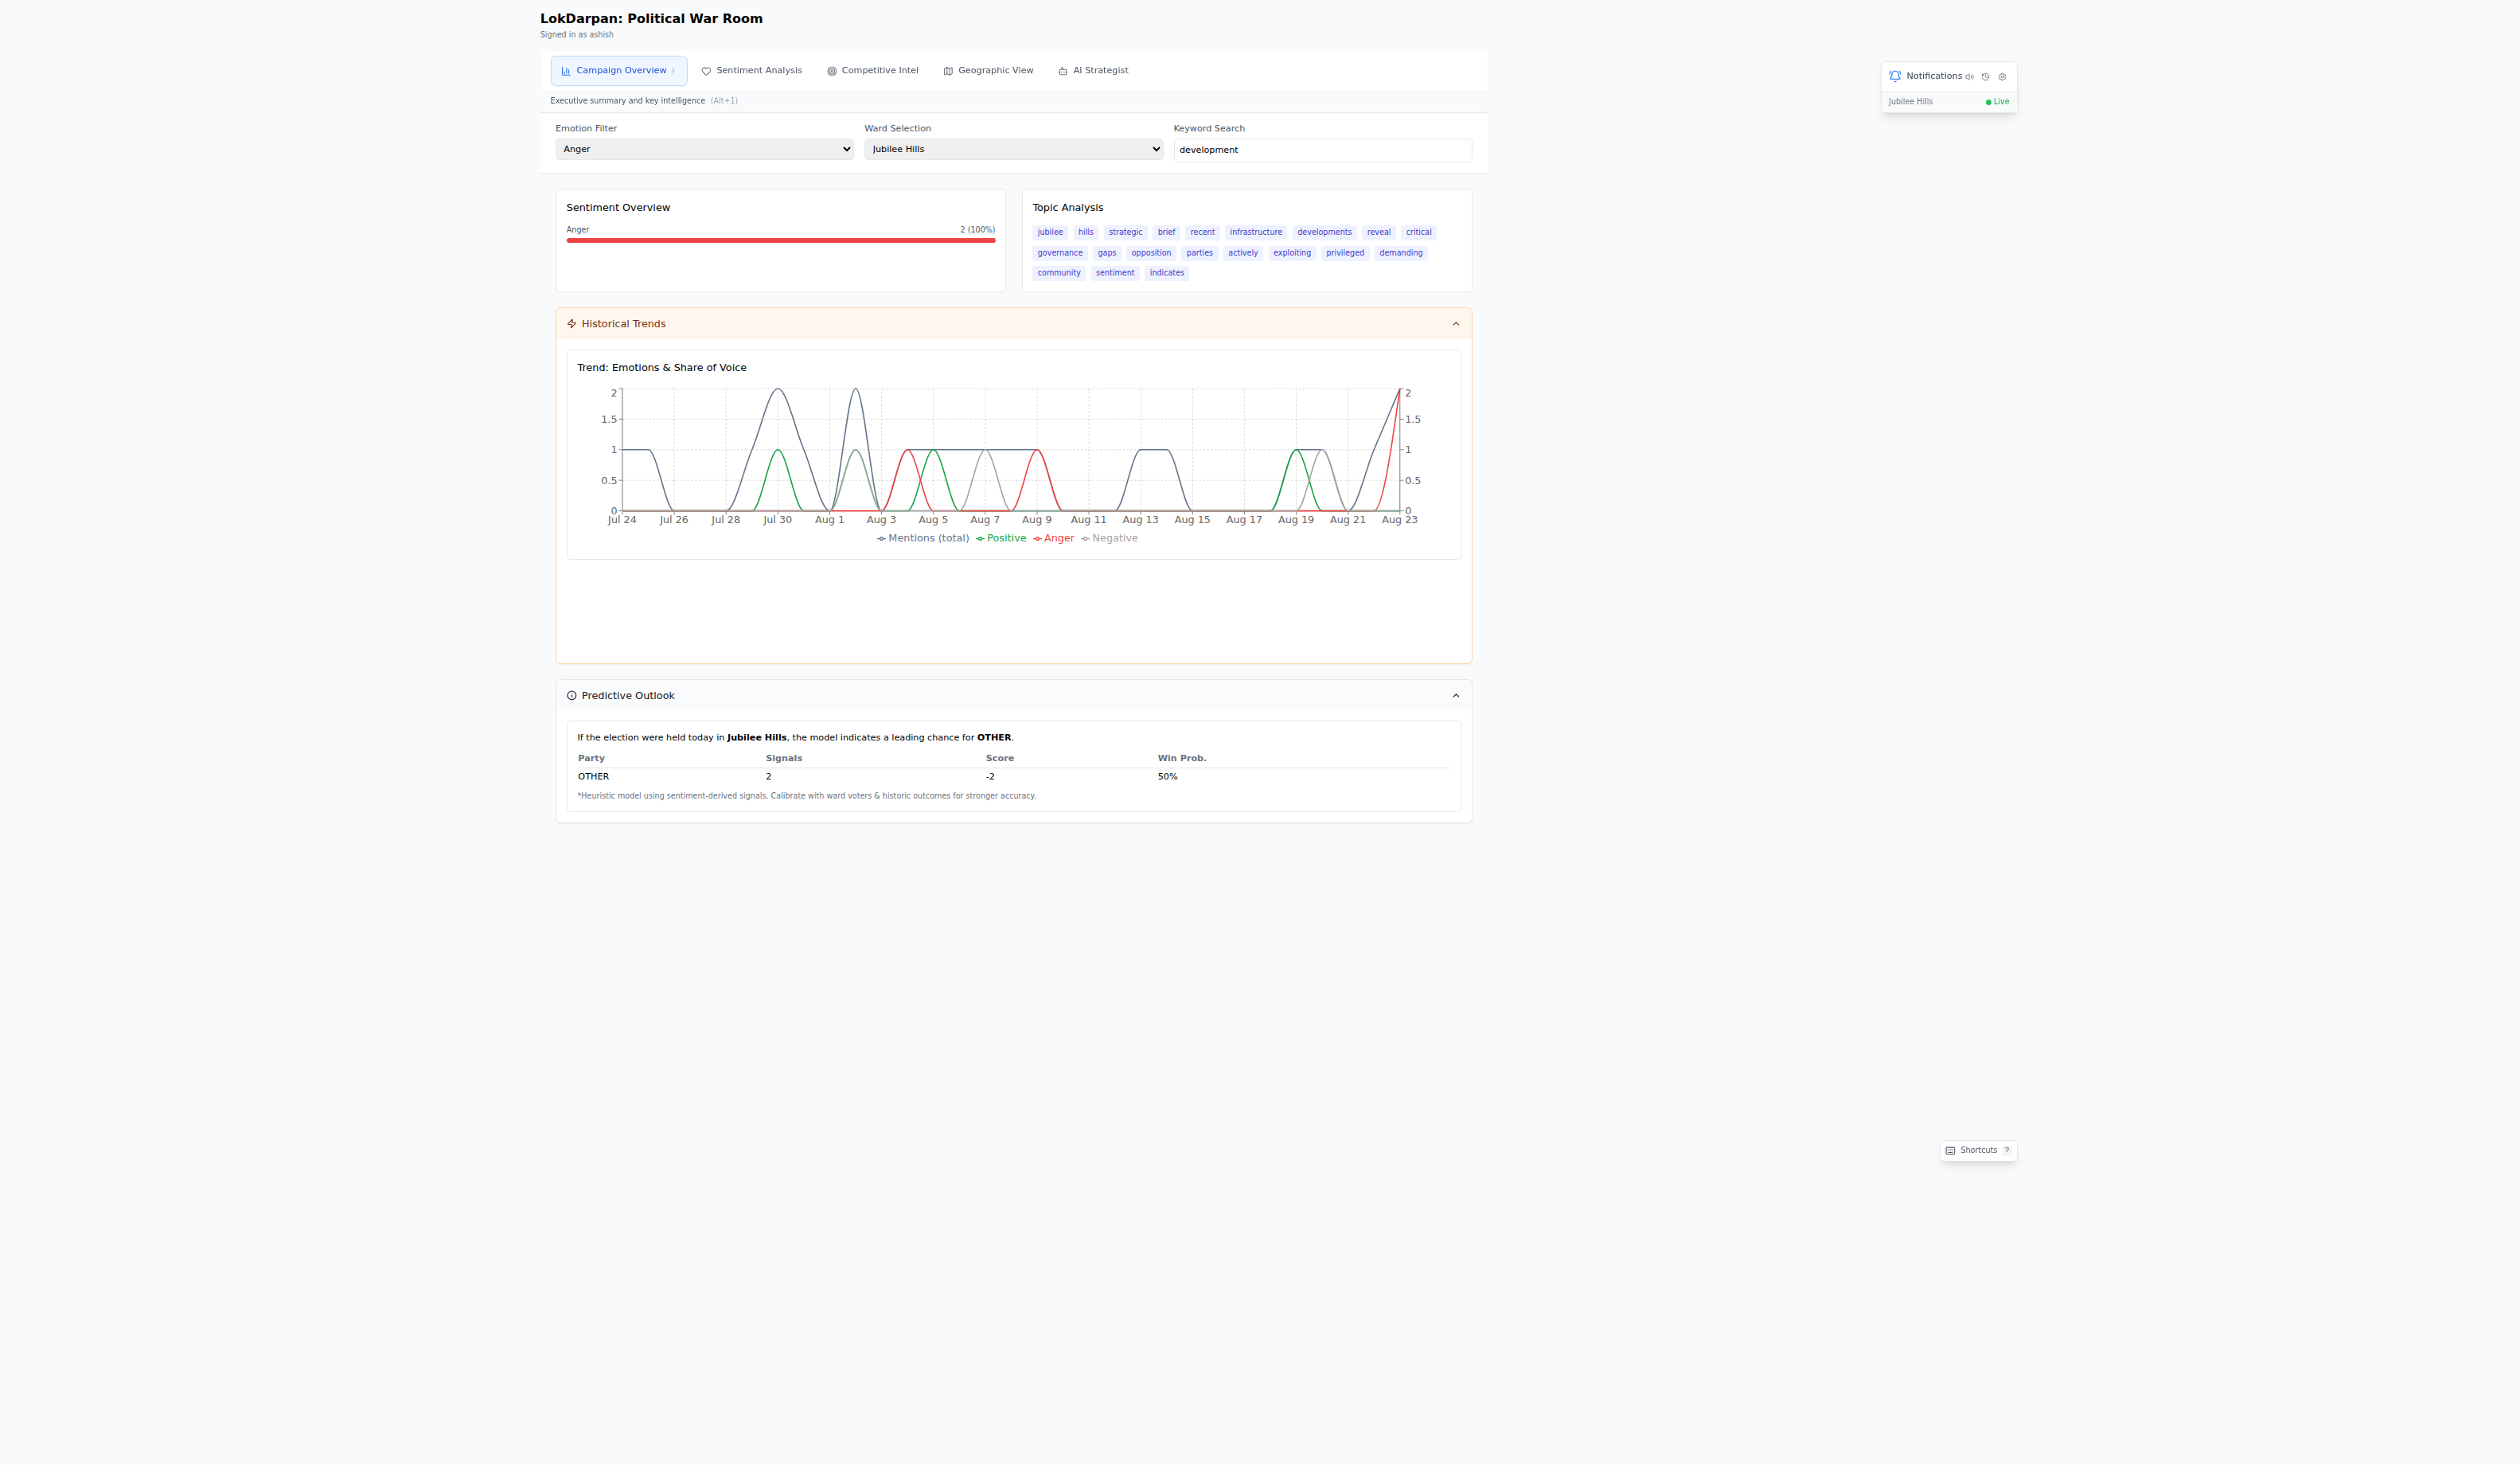 LokDarpan: Political War Room
Signed in as ashish
Campaign Overview
Sentiment Analysis
Competitive Intel
Geographic View
AI Strategist
Executive summary and key intelligence (Alt+1)
Notifications
Jubilee Hills Live
Emotion Filter Ward Selection Keyword Search
Anger Jubilee Hills development
Sentiment Overview
Anger 2 (100%)
Topic Analysis
jubilee hills strategic brief recent infrastructure developments reveal critical
governance gaps opposition parties actively exploiting privileged demanding
community sentiment indicates
Historical Trends
Trend: Emotions & Share of Voice
2 2
1.5 1.5
1 1
0.5 0.5
0 0
Jul 24 Jul 26 Jul 28 Jul 30 Aug 1 Aug 3 Aug 5 Aug 7 Aug 9 Aug 11 Aug 13 Aug 15 Aug 17 Aug 19 Aug 21 Aug 23
Mentions (total) Positive Anger Negative
Predictive Outlook
If the election were held today in Jubilee Hills, the model indicates a leading chance for OTHER.
Party Signals Score Win Prob.
OTHER 2 -2 50%
*Heuristic model using sentiment-derived signals. Calibrate with ward voters & historic outcomes for stronger accuracy.
Shortcuts ?